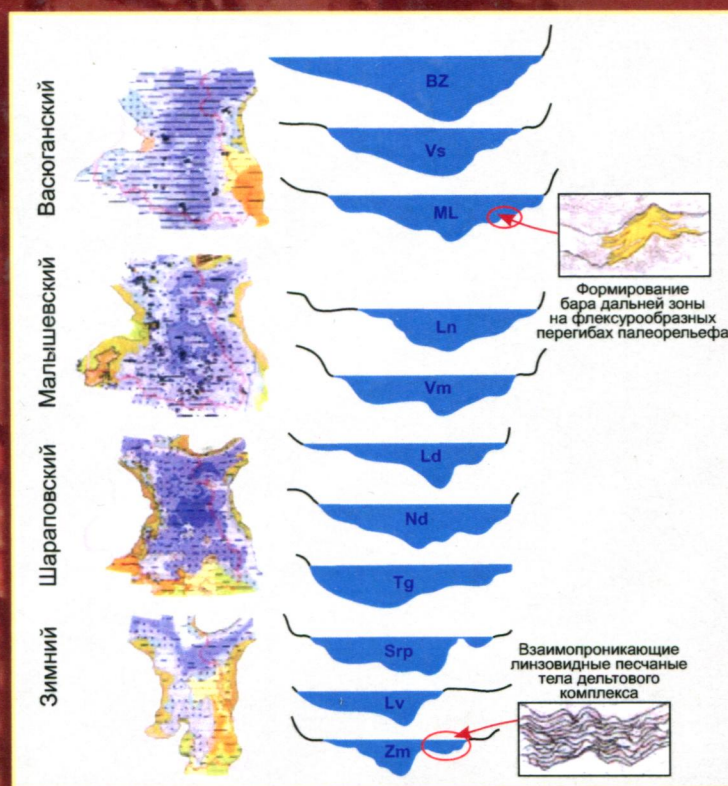 Васюганский
BZ
Vs
ML
Формирование
бара дальней зоны
на флексурообразных
перегибах палеорельефа
Малышевский
Ln
Vm
Шараповский
Ld
Nd
Tg
Зимний
Srp
Lv
Zm
Взаимопроникающие
линзовидные песчаные
тела дельтового
комплекса